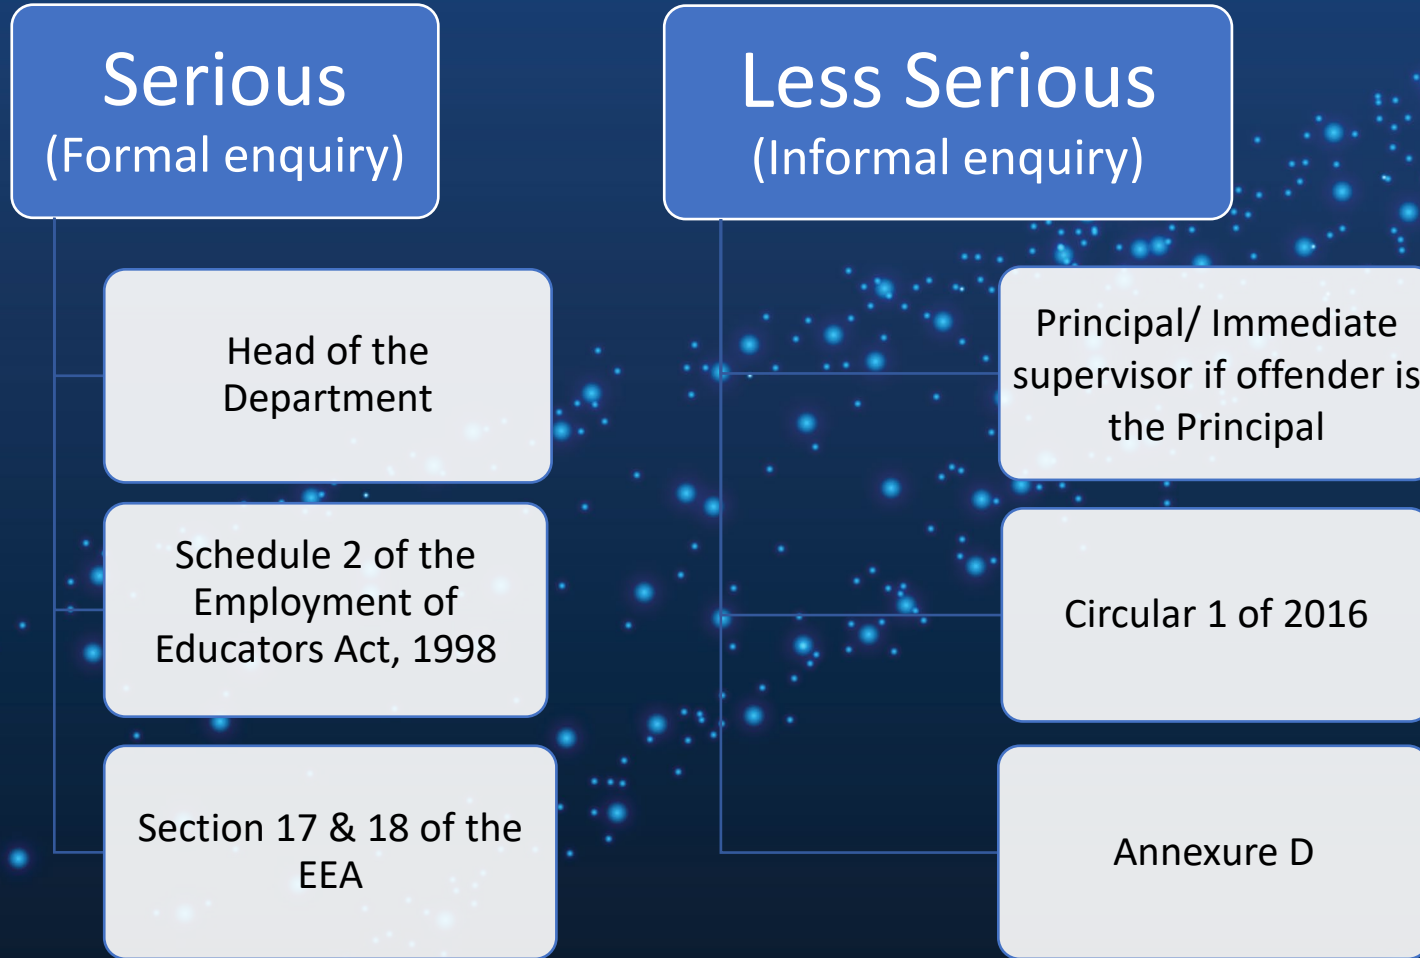 Serious
(Formal enquiry)
Head of the
Department
Schedule 2 of the
Employment of
Educators Act, 1998
Section 17 & 18 of the
EEA
Less Serious
(Informal enquiry)
Principal/ Immediate
supervisor if offender is
the Principal
Circular 1 of 2016
Annexure D